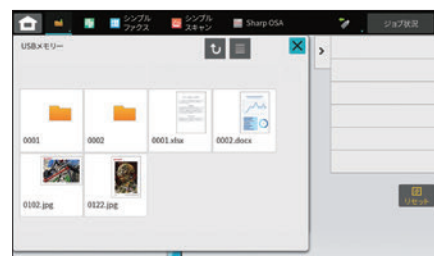 シンプル
ファクス
シンプル
スキャン
Sharp OSA
ジョブ状況
USBメモリー
0001
0002
0001.xlsx
0002.docx
0102.jpg
0122.jpg
リセット